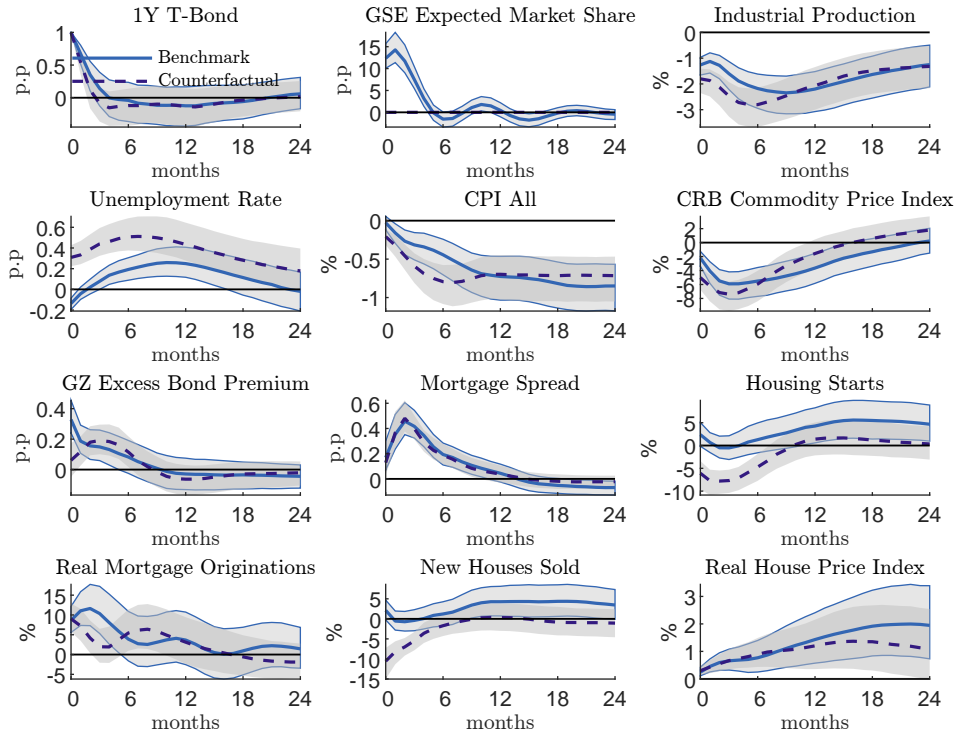 1Y T-Bond
1
0.5
0
p.p
Benchmark
Counterfactual
0 6 12 18 24
months
GSE Expected Market Share
15
10
5
0
p.p
0 6 12 18 24
months
Industrial Production
0
-1
-2
-3
%
0 6 12 18 24
months
Unemployment Rate
0.6
0.4
0.2
0
-0.2
p.p
0 6 12 18 24
months
CPI All
0
-0.5
-1
%
0 6 12 18 24
months
CRB Commodity Price Index
2
0
-2
-4
-6
-8
%
0 6 12 18 24
months
GZ Excess Bond Premium
0.4
0.2
0
p.p
0 6 12 18 24
months
Mortgage Spread
0.6
0.4
0.2
0
p.p
0 6 12 18 24
months
Housing Starts
5
0
-5
-10
%
0 6 12 18 24
months
Real Mortgage Originations
15
10
5
0
-5
%
0 6 12 18 24
months
New Houses Sold
5
0
-5
-10
-15
%
0 6 12 18 24
months
Real House Price Index
3
2
1
0
%
0 6 12 18 24
months